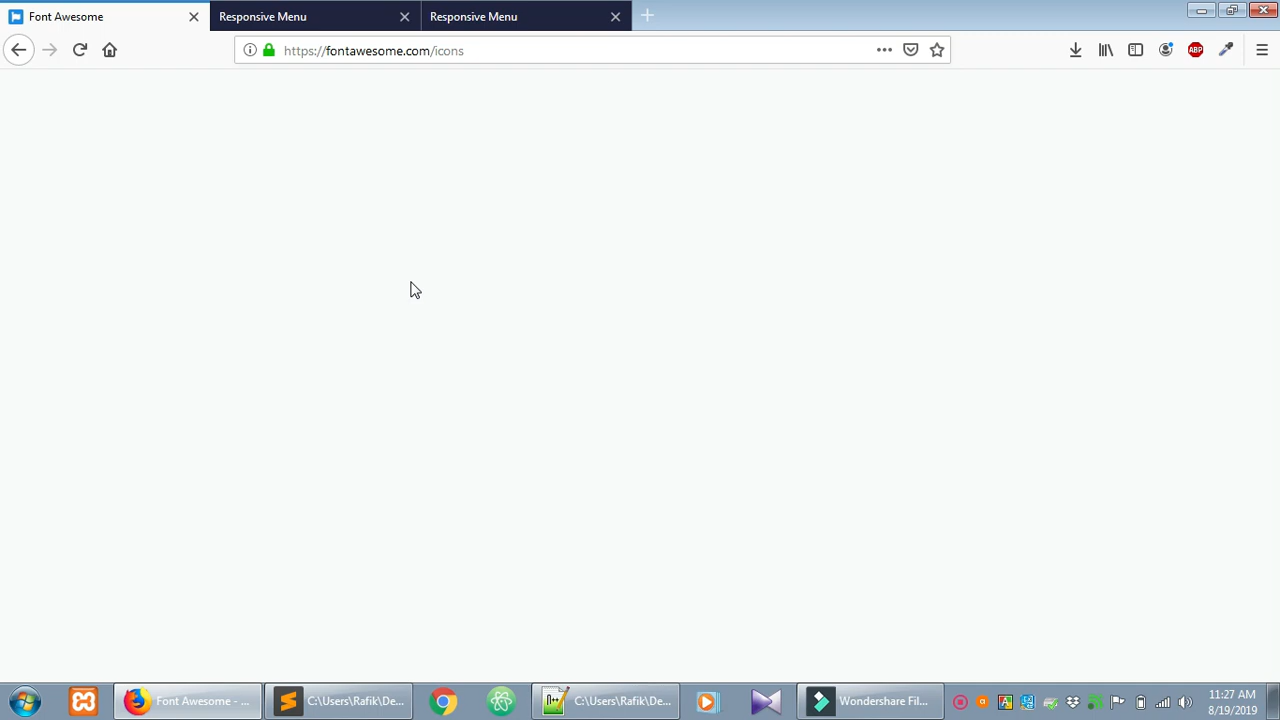 Font Awesome
Responsive Menu
Responsive Menu
https://fontawesome.com/icons
ABP
Font Awesome - ...
C:\Users\Rafik\De...
C:\Users\Rafik\De...
Wondershare Fil...
11:27 AM
8/19/2019